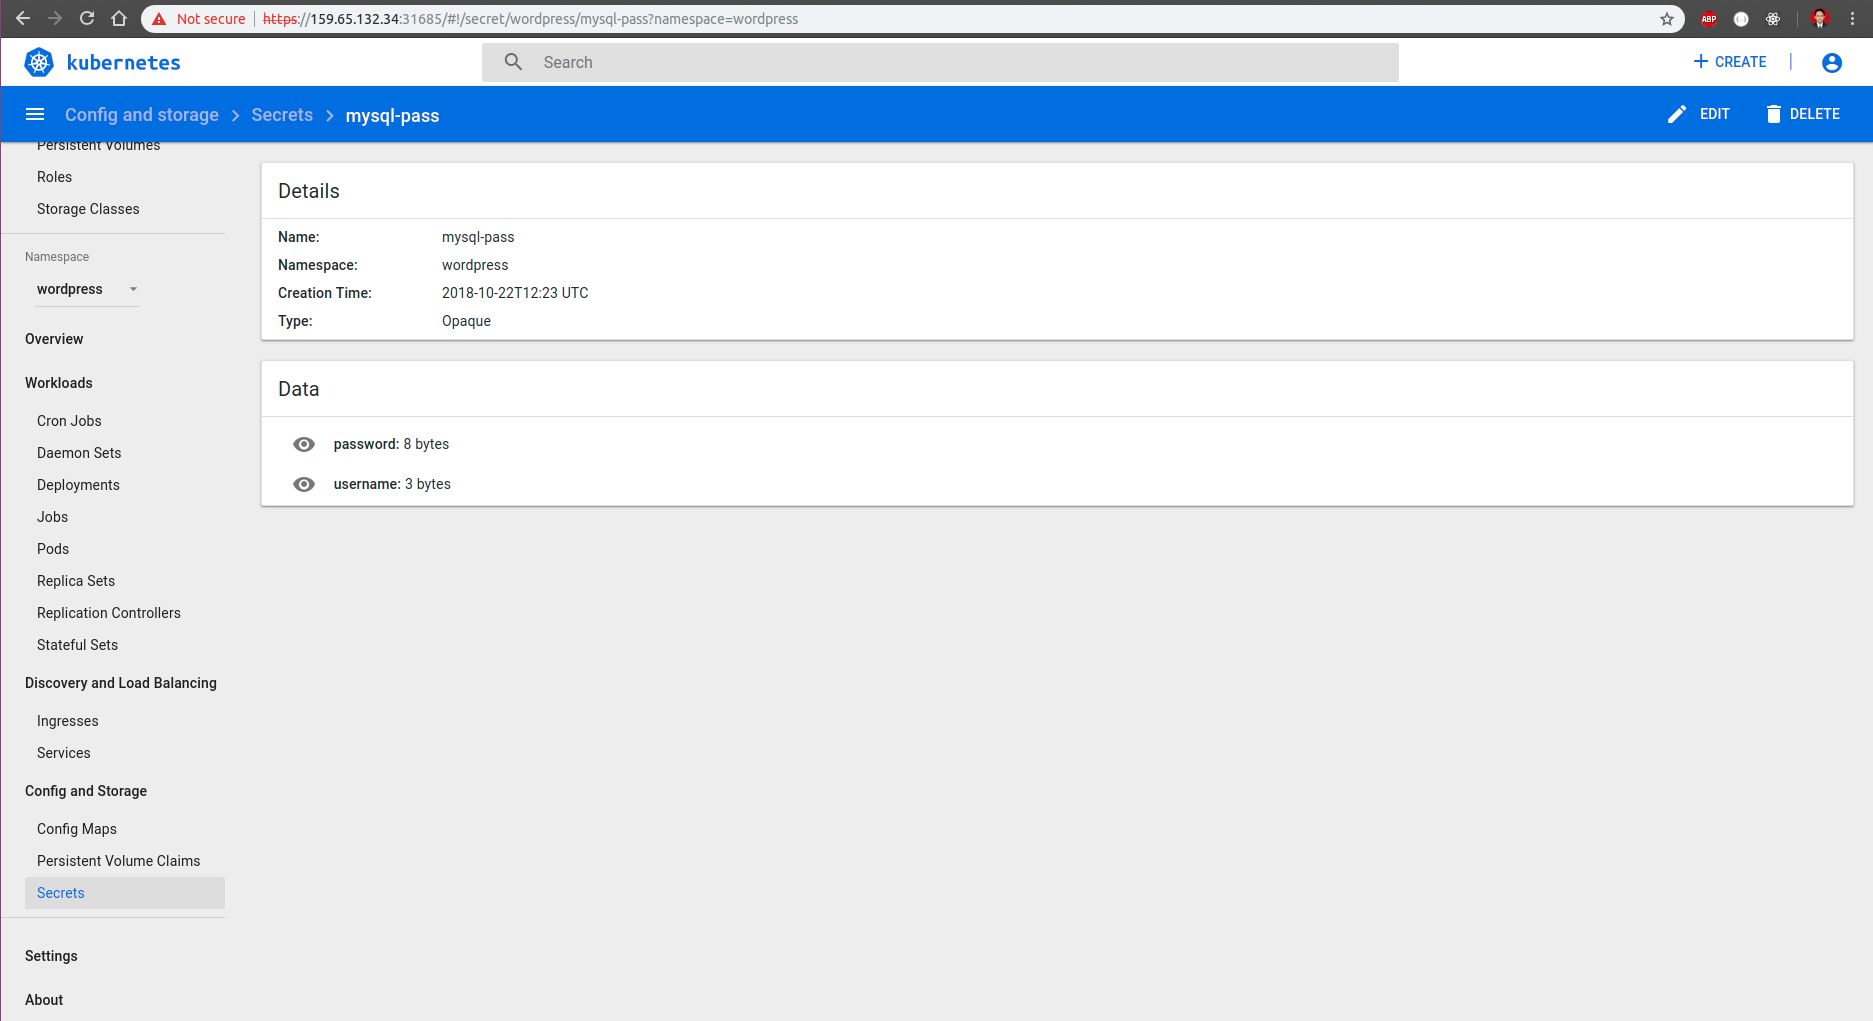 Not secure | https://159.65.132.34:31685/#!/secret/wordpress/mysql-pass?namespace=wordpress
ABP
kubernetes
Search
+ CREATE
Config and storage > Secrets > mysql-pass
EDIT
DELETE
Persistent Volumes
Roles
Storage Classes
Namespace
wordpress
Overview
Workloads
Cron Jobs
Daemon Sets
Deployments
Jobs
Pods
Replica Sets
Replication Controllers
Stateful Sets
Discovery and Load Balancing
Ingresses
Services
Config and Storage
Config Maps
Persistent Volume Claims
Secrets
Settings
About
Details
Name: mysql-pass
Namespace: wordpress
Creation Time: 2018-10-22T12:23 UTC
Type: Opaque
Data
password: 8 bytes
username: 3 bytes